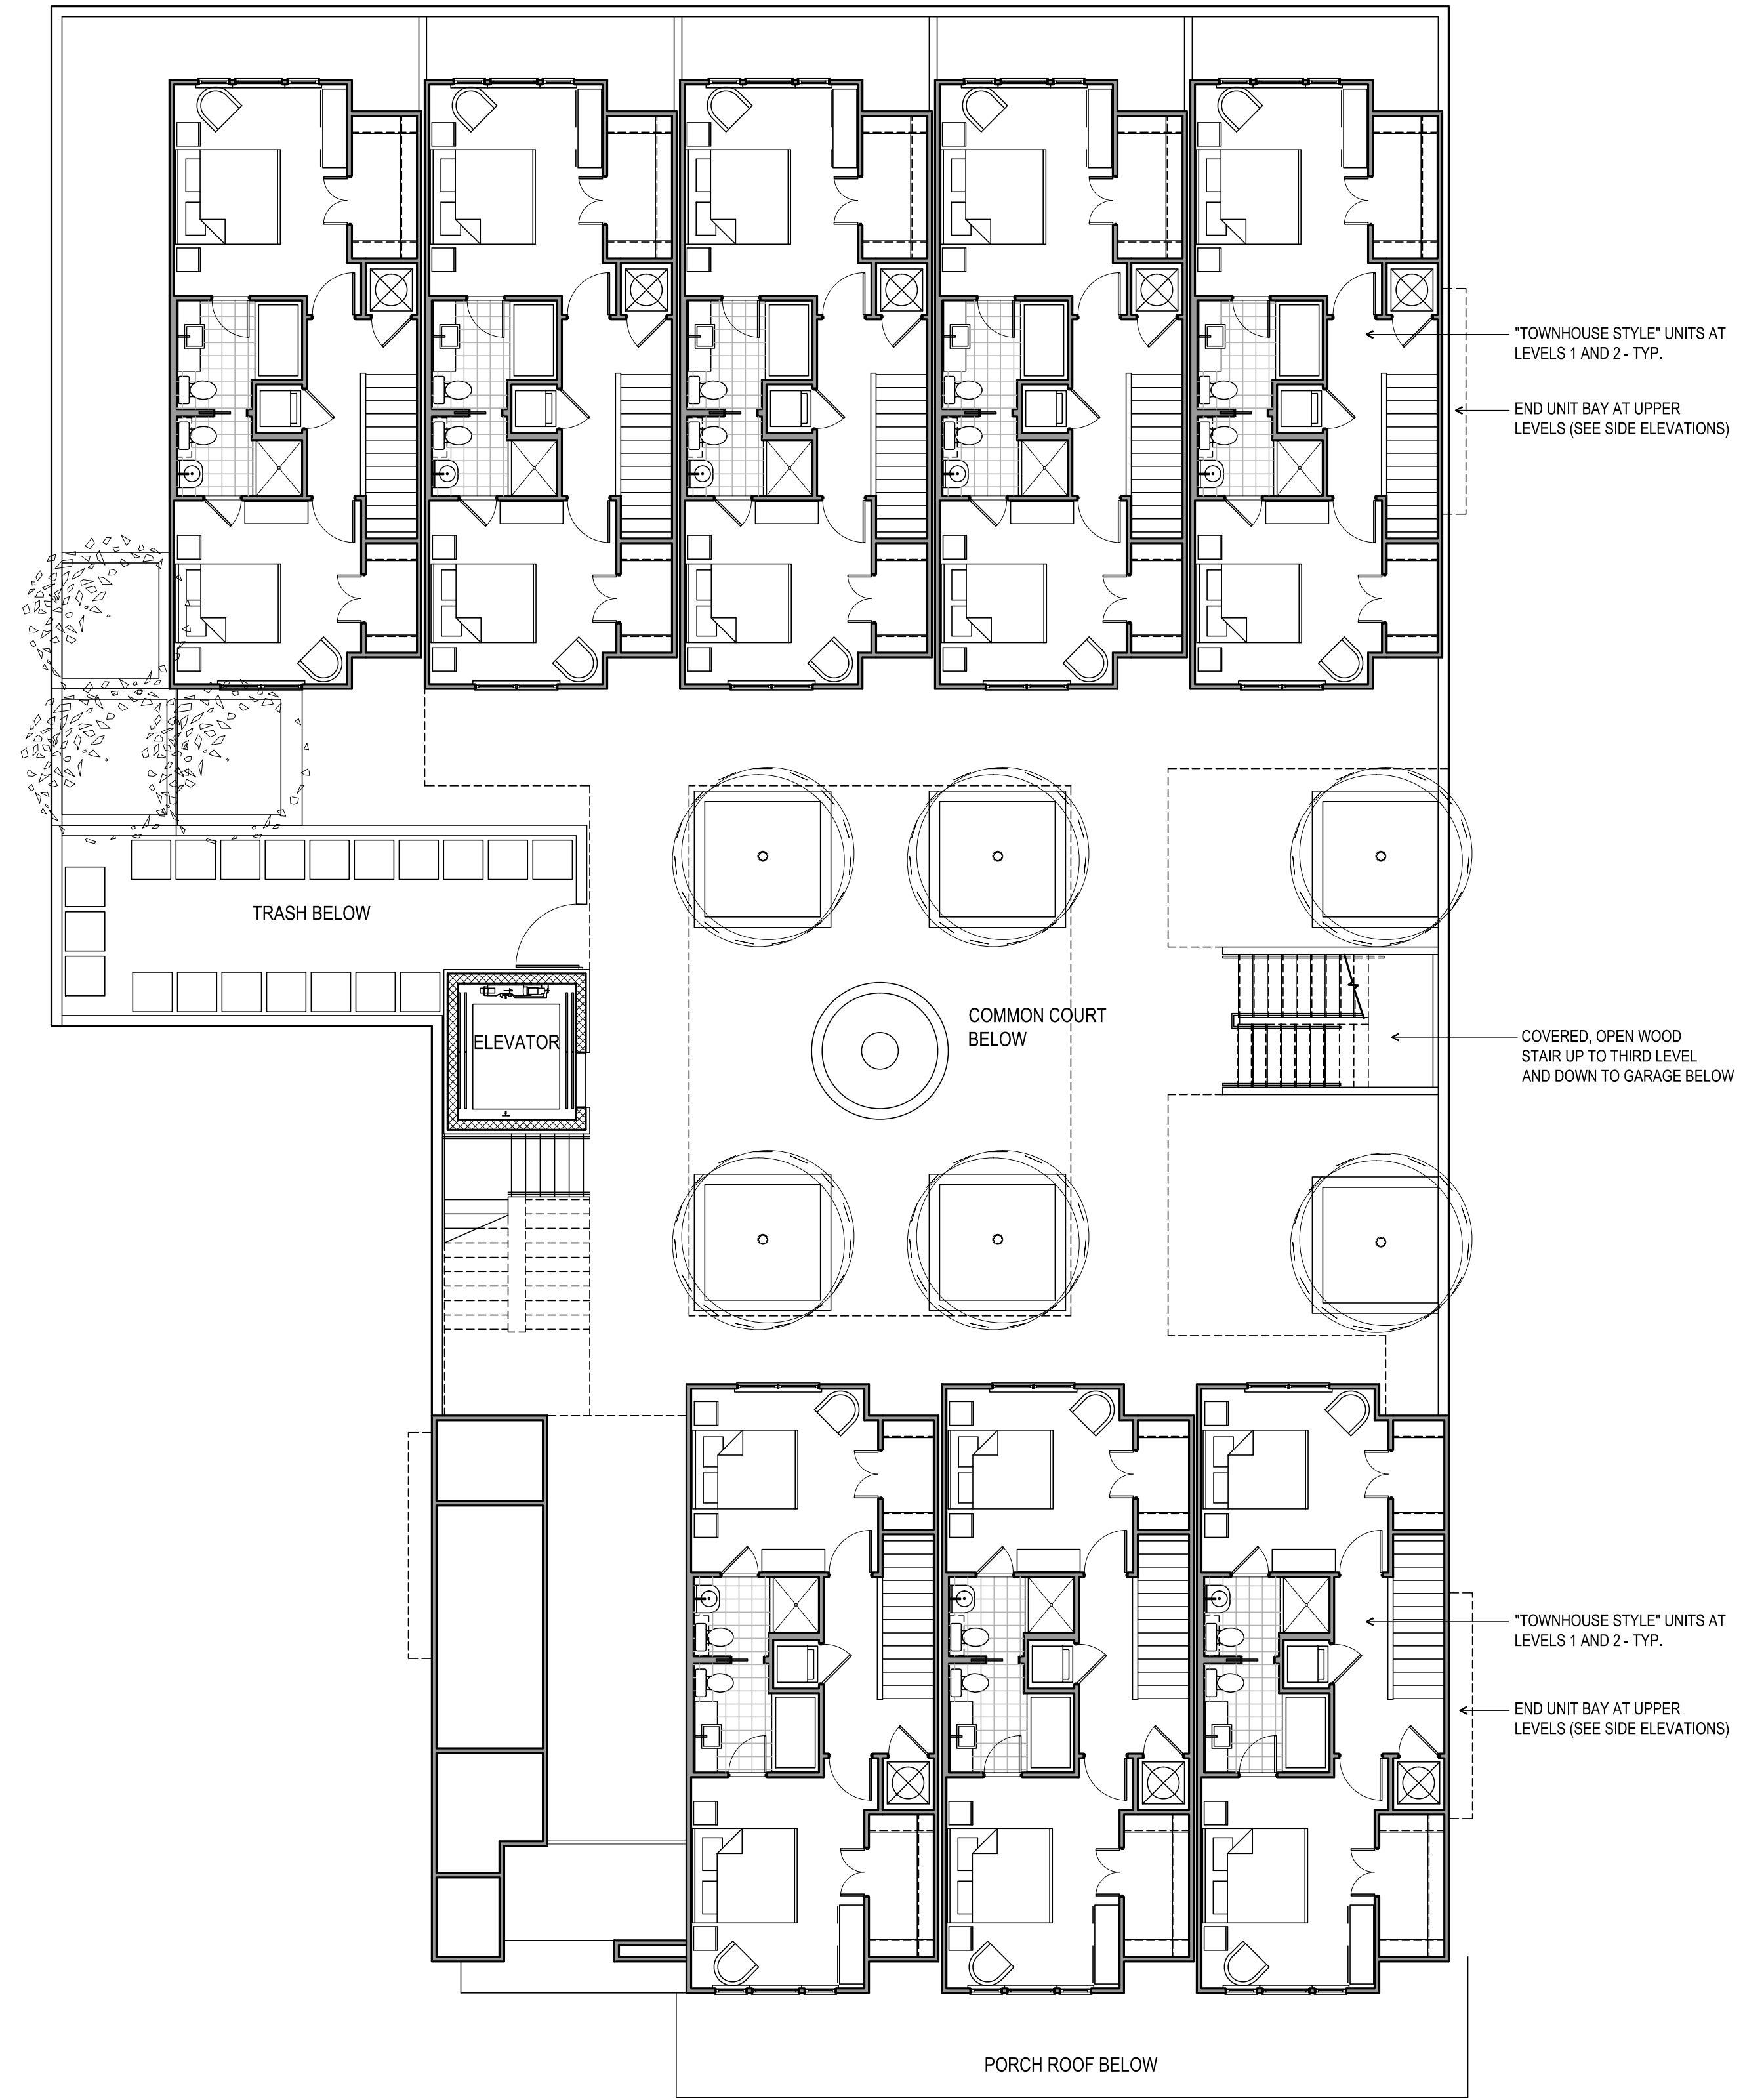 "TOWNHOUSE STYLE" UNITS AT
LEVELS 1 AND 2 - TYP.
END UNIT BAY AT UPPER
LEVELS (SEE SIDE ELEVATIONS)
TRASH BELOW
ELEVATOR
COMMON COURT
BELOW
COVERED, OPEN WOOD
STAIR UP TO THIRD LEVEL
AND DOWN TO GARAGE BELOW
"TOWNHOUSE STYLE" UNITS AT
LEVELS 1 AND 2 - TYP.
END UNIT BAY AT UPPER
LEVELS (SEE SIDE ELEVATIONS)
PORCH ROOF BELOW